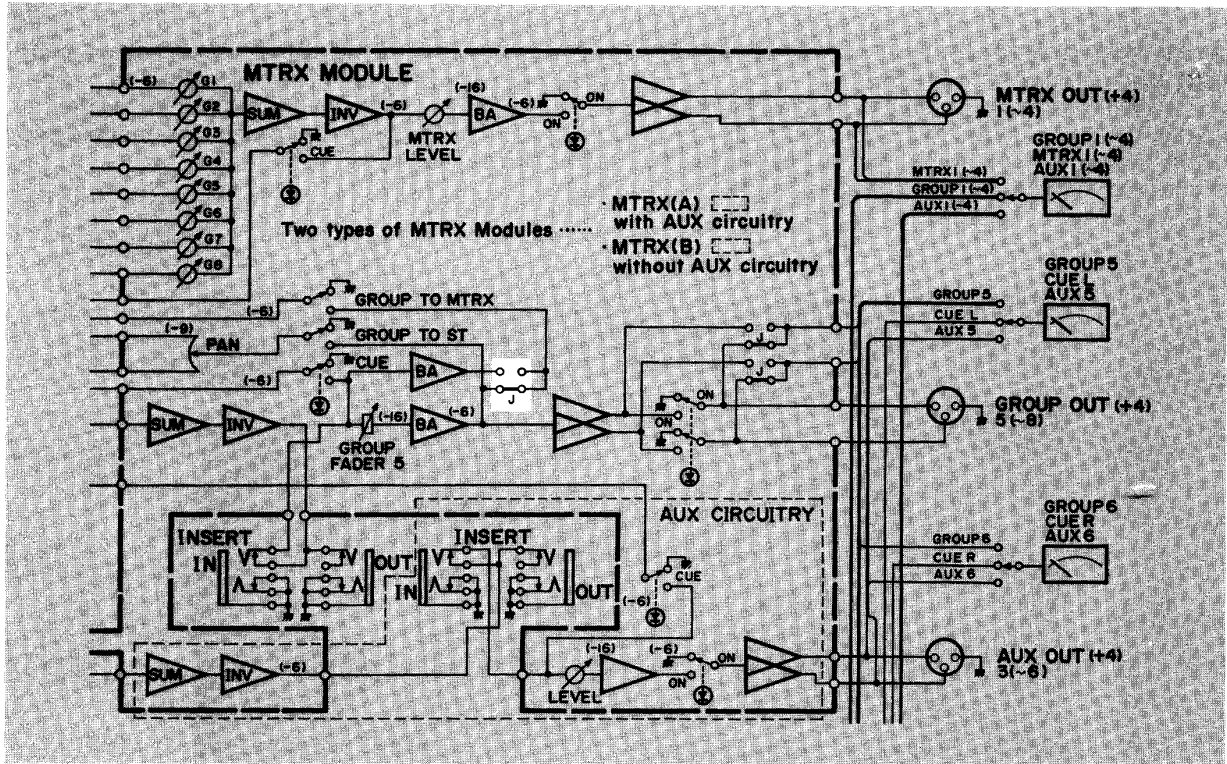 MTRX MODULE
(-6)
G1
G2
G3
G4
G5
G6
G7
G8
SUM
INV
(-6)
CUE
MTRX
LEVEL
(-16)
BA
(-6)
ON
ON
MTRX OUT (+4)
1(~4)
GROUP1(~4)
MTRX1(~4)
AUX1(~4)
MTRX1(~4)
GROUP1(~4)
AUX1(~4)
Two types of MTRX Modules ······
· MTRX(A)
with AUX circuitry
· MTRX(B)
without AUX circuitry
GROUP5
CUE L
AUX5
GROUP5
CUE L
AUX5
(-6)
GROUP TO MTRX
(-9)
PAN
GROUP TO ST
CUE
(-6)
BA
J
J
J
SUM
INV
(-16)
BA
(-6)
GROUP
FADER 5
ON
ON
GROUP OUT (+4)
5(~8)
AUX CIRCUITRY
INSERT
IN
OUT
INSERT
IN
OUT
CUE
(-6)
GROUP6
CUE R
AUX6
GROUP6
CUE R
AUX6
SUM
INV
(-6)
LEVEL
(-16)
(-6)
ON
ON
AUX OUT (+4)
3(~6)